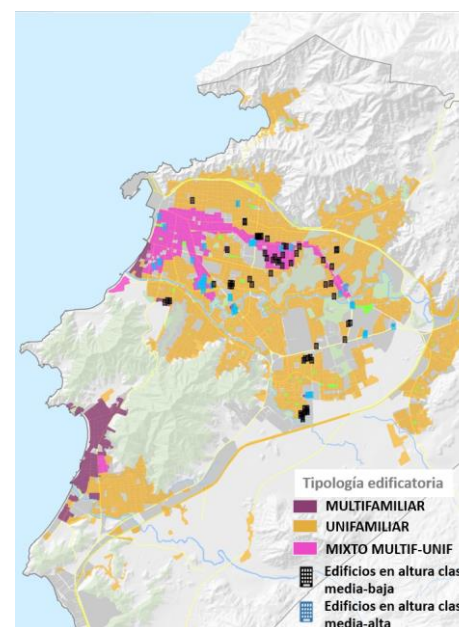 Tipología edificatoria
MULTIFAMILIAR
UNIFAMILIAR
MIXTO MULTIF-UNIF
Edificios en altura clas
media-baja
Edificios en altura clas
media-alta